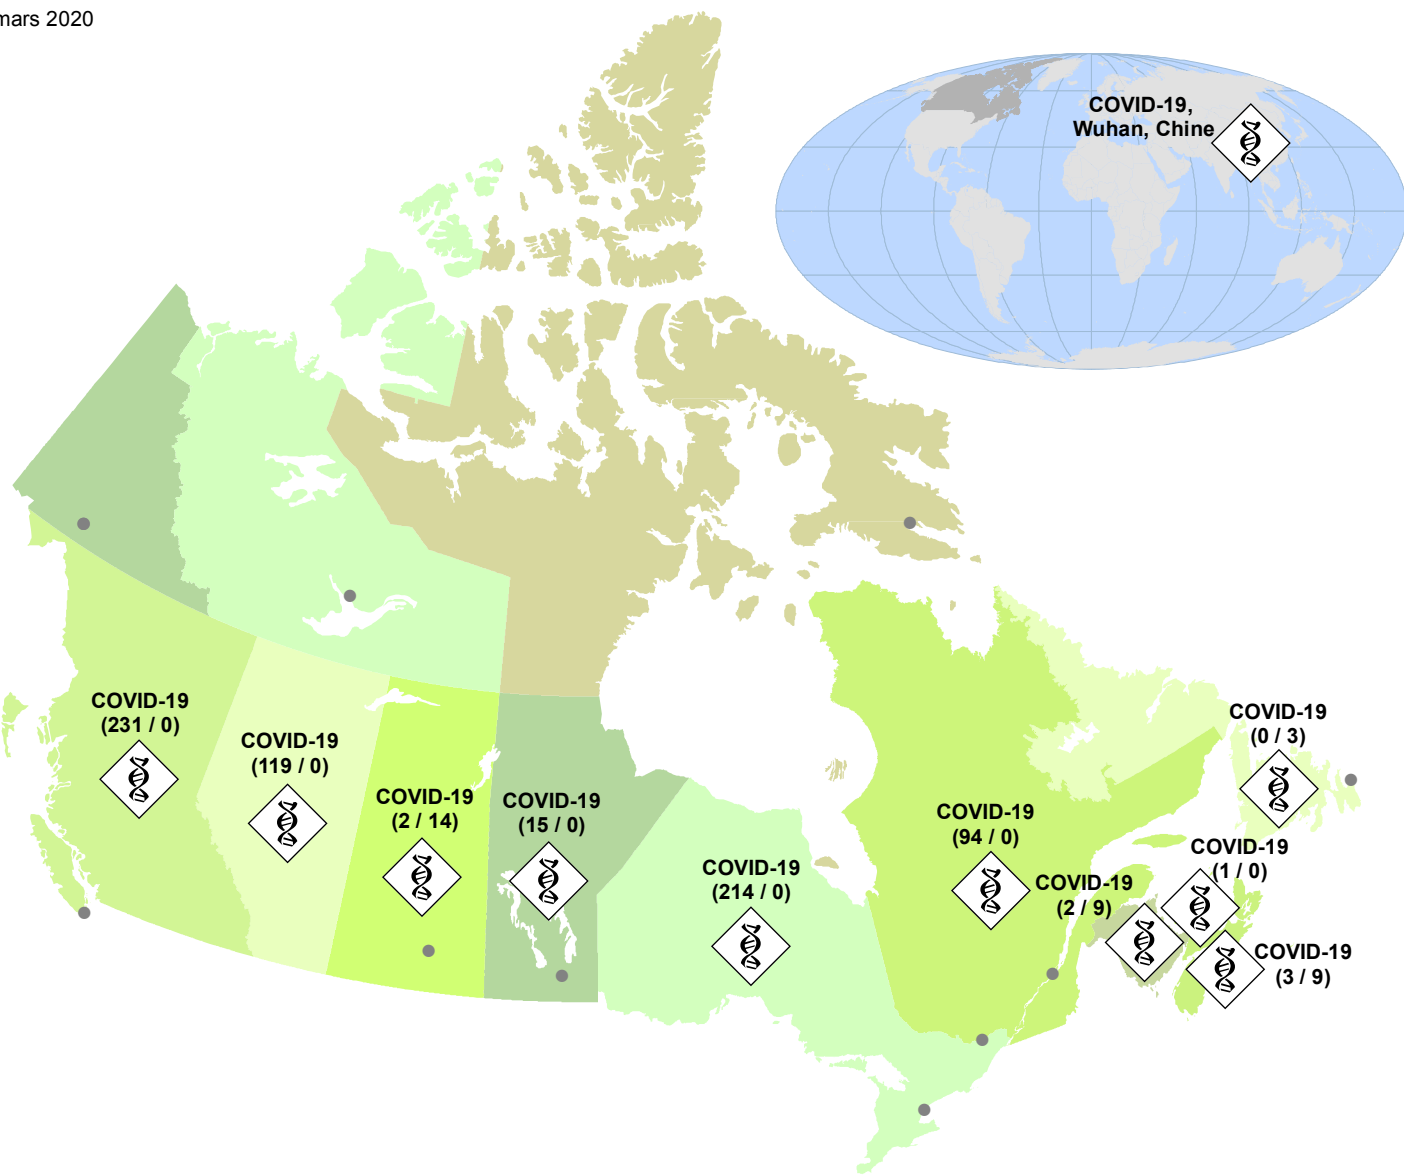 mars 2020
COVID-19,
Wuhan, Chine
COVID-19
(231 / 0)
COVID-19
(119 / 0)
COVID-19
(2 / 14)
COVID-19
(15 / 0)
COVID-19
(214 / 0)
COVID-19
(94 / 0)
COVID-19
(2 / 9)
COVID-19
(0 / 3)
COVID-19
(1 / 0)
COVID-19
(3 / 9)